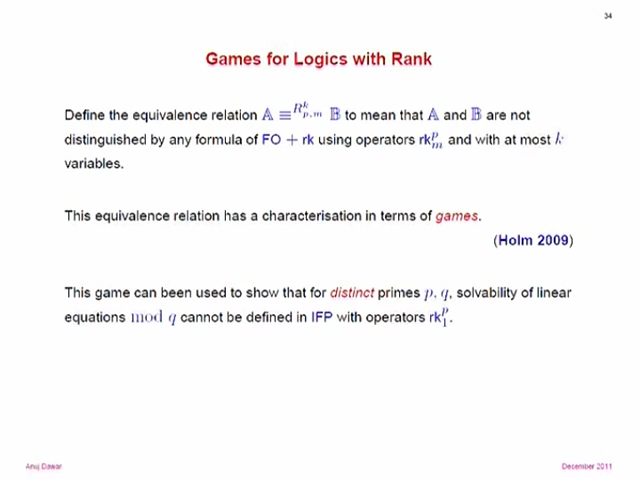 34
Games for Logics with Rank
Define the equivalence relation 𝔸 ≡^{R^k_{p,m}} 𝔹 to mean that 𝔸 and 𝔹 are not
distinguished by any formula of FO + rk using operators rk^p_m and with at most k
variables.
This equivalence relation has a characterisation in terms of games.
(Holm 2009)
This game can been used to show that for distinct primes p, q, solvability of linear
equations mod q cannot be defined in IFP with operators rk^p_1.
Anuj Dawar
December 2011